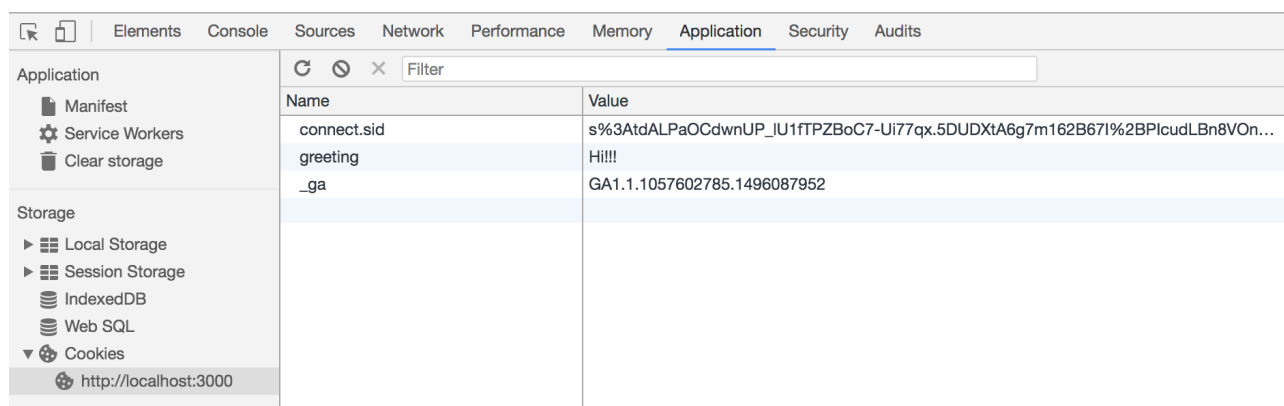 Elements Console Sources Network Performance Memory Application Security Audits
Application
Manifest
Service Workers
Clear storage
Storage
Local Storage
Session Storage
IndexedDB
Web SQL
Cookies
http://localhost:3000
Filter
Name Value
connect.sid s%3AtdALPaOCdwnUP_lU1fTPZBoC7-Ui77qx.5DUDXtA6g7m162B67I%2BPIcudLBn8VOn...
greeting Hi!!!
_ga GA1.1.1057602785.1496087952